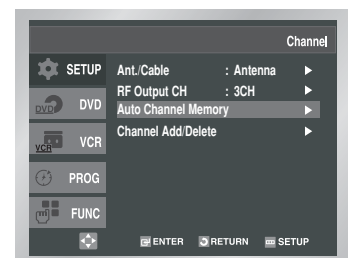 Channel
SETUP
Ant./Cable : Antenna
RF Output CH : 3CH
Auto Channel Memory
DVD DVD
Channel Add/Delete
VCR VCR
PROG
FUNC
ENTER RETURN SETUP